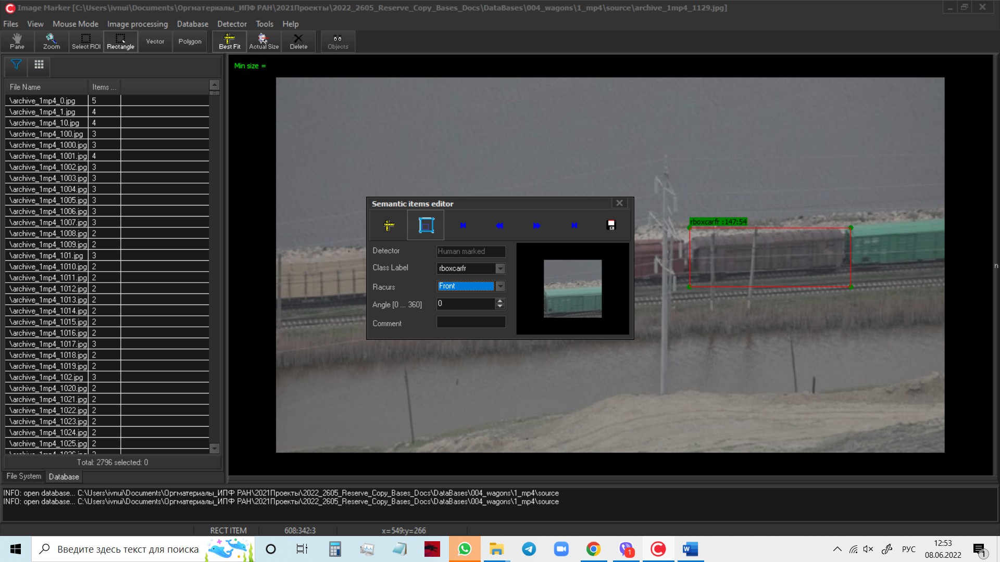 Image Marker [C:\Users\ivnui\Documents\Оргматериалы_ИПФ РАН\2021Проекты\2022_2605_Reserve_Copy_Bases_Docs\DataBases\004_wagons\1_mp4\source\archive_1mp4_1129.jpg]
Files View Mouse Mode Image processing Database Detector Tools Help
Pane Zoom Select ROI Rectangle Vector Polygon Best Fit Actual Size Delete Objects
Min size =
File Name Items ...
\archive_1mp4_0.jpg 5
\archive_1mp4_1.jpg 4
\archive_1mp4_10.jpg 4
\archive_1mp4_100.jpg 3
\archive_1mp4_1000.jpg 3
\archive_1mp4_1001.jpg 4
\archive_1mp4_1002.jpg 3
\archive_1mp4_1003.jpg 3
\archive_1mp4_1004.jpg 3
\archive_1mp4_1005.jpg 3
\archive_1mp4_1006.jpg 3
\archive_1mp4_1007.jpg 3
\archive_1mp4_1008.jpg 2
\archive_1mp4_1009.jpg 2
\archive_1mp4_101.jpg 3
\archive_1mp4_1010.jpg 2
\archive_1mp4_1011.jpg 2
\archive_1mp4_1012.jpg 2
\archive_1mp4_1013.jpg 2
\archive_1mp4_1014.jpg 2
\archive_1mp4_1015.jpg 2
\archive_1mp4_1016.jpg 2
\archive_1mp4_1017.jpg 3
\archive_1mp4_1018.jpg 2
\archive_1mp4_1019.jpg 2
\archive_1mp4_102.jpg 3
\archive_1mp4_1020.jpg 2
\archive_1mp4_1021.jpg 2
\archive_1mp4_1022.jpg 2
\archive_1mp4_1023.jpg 2
\archive_1mp4_1024.jpg 2
\archive_1mp4_1025.jpg 2
Total: 2796 selected: 0
File System Database
Semantic items editor
Detector Human marked
Class Label rboxcarfr
Racurs Front
Angle [0 ... 360] 0
Comment
rboxcarfr :147:54
n
INFO: open database... C:\Users\ivnui\Documents\Оргматериалы_ИПФ РАН\2021Проекты\2022_2605_Reserve_Copy_Bases_Docs\DataBases\004_wagons\1_mp4\source
INFO: open database... C:\Users\ivnui\Documents\Оргматериалы_ИПФ РАН\2021Проекты\2022_2605_Reserve_Copy_Bases_Docs\DataBases\004_wagons\1_mp4\source
RECT ITEM 608:342:3 x=549:y=266
Введите здесь текст для поиска
1
РУС
12:53
08.06.2022
1